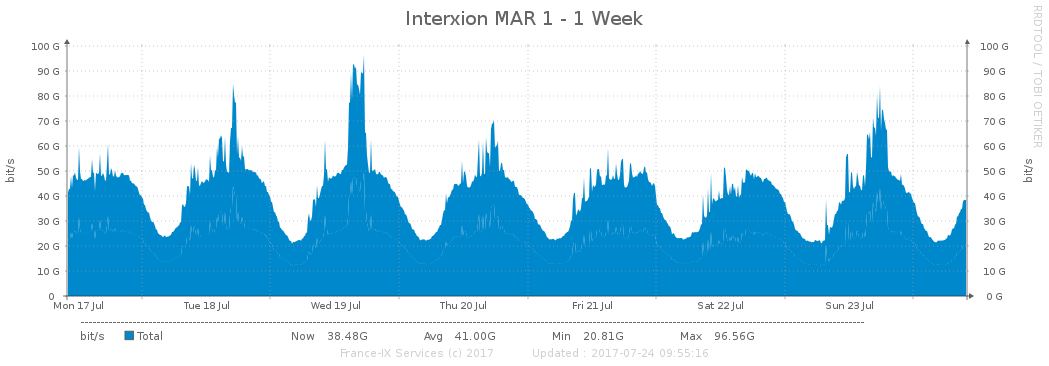 Interxion MAR 1 - 1 Week
RRDTOOL / TOBI OETIKER
bit/s
bit/s
100 G 100 G
90 G 90 G
80 G 80 G
70 G 70 G
60 G 60 G
50 G 50 G
40 G 40 G
30 G 30 G
20 G 20 G
10 G 10 G
0 0 G
Mon 17 Jul Tue 18 Jul Wed 19 Jul Thu 20 Jul Fri 21 Jul Sat 22 Jul Sun 23 Jul
bit/s Total Now 38.48G Avg 41.00G Min 20.81G Max 96.56G
France-IX Services (c) 2017 Updated : 2017-07-24 09:55:16